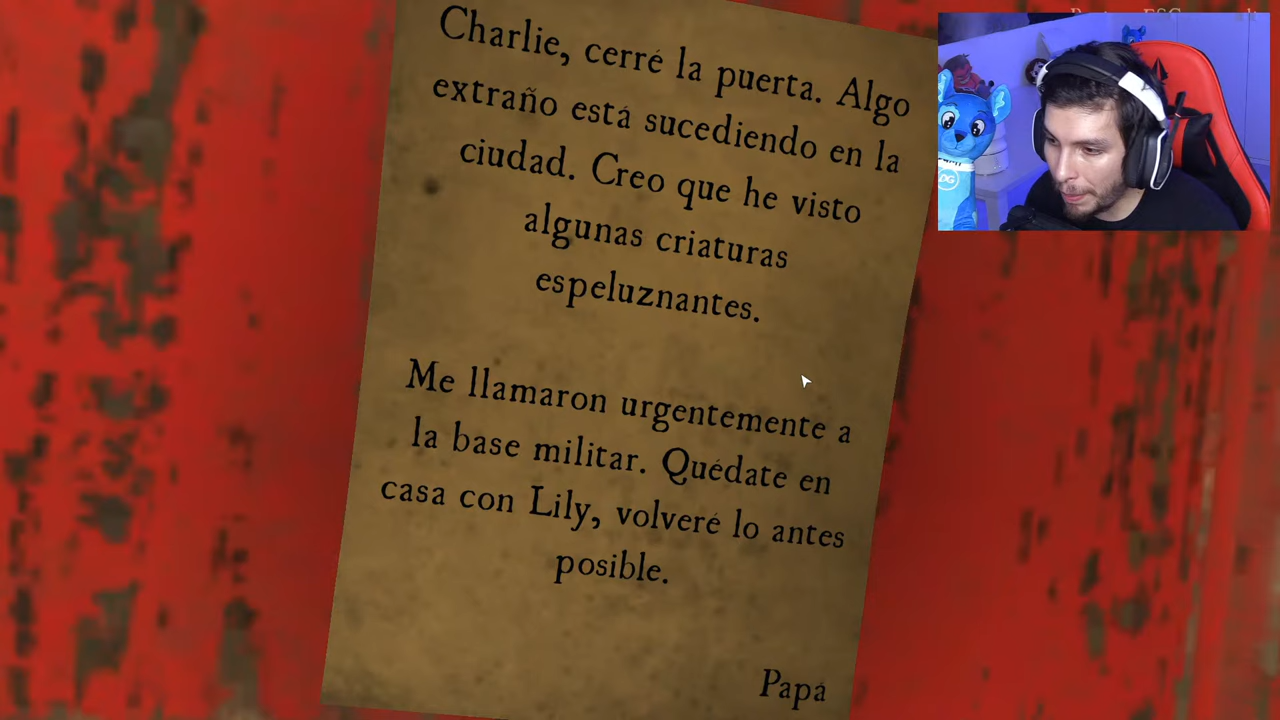 Charlie, cerré la puerta. Algo
extraño está sucediendo en la
ciudad. Creo que he visto
algunas criaturas
espeluznantes.
Me llamaron urgentemente a
la base militar. Quédate en
casa con Lily, volveré lo antes
posible.
Papá